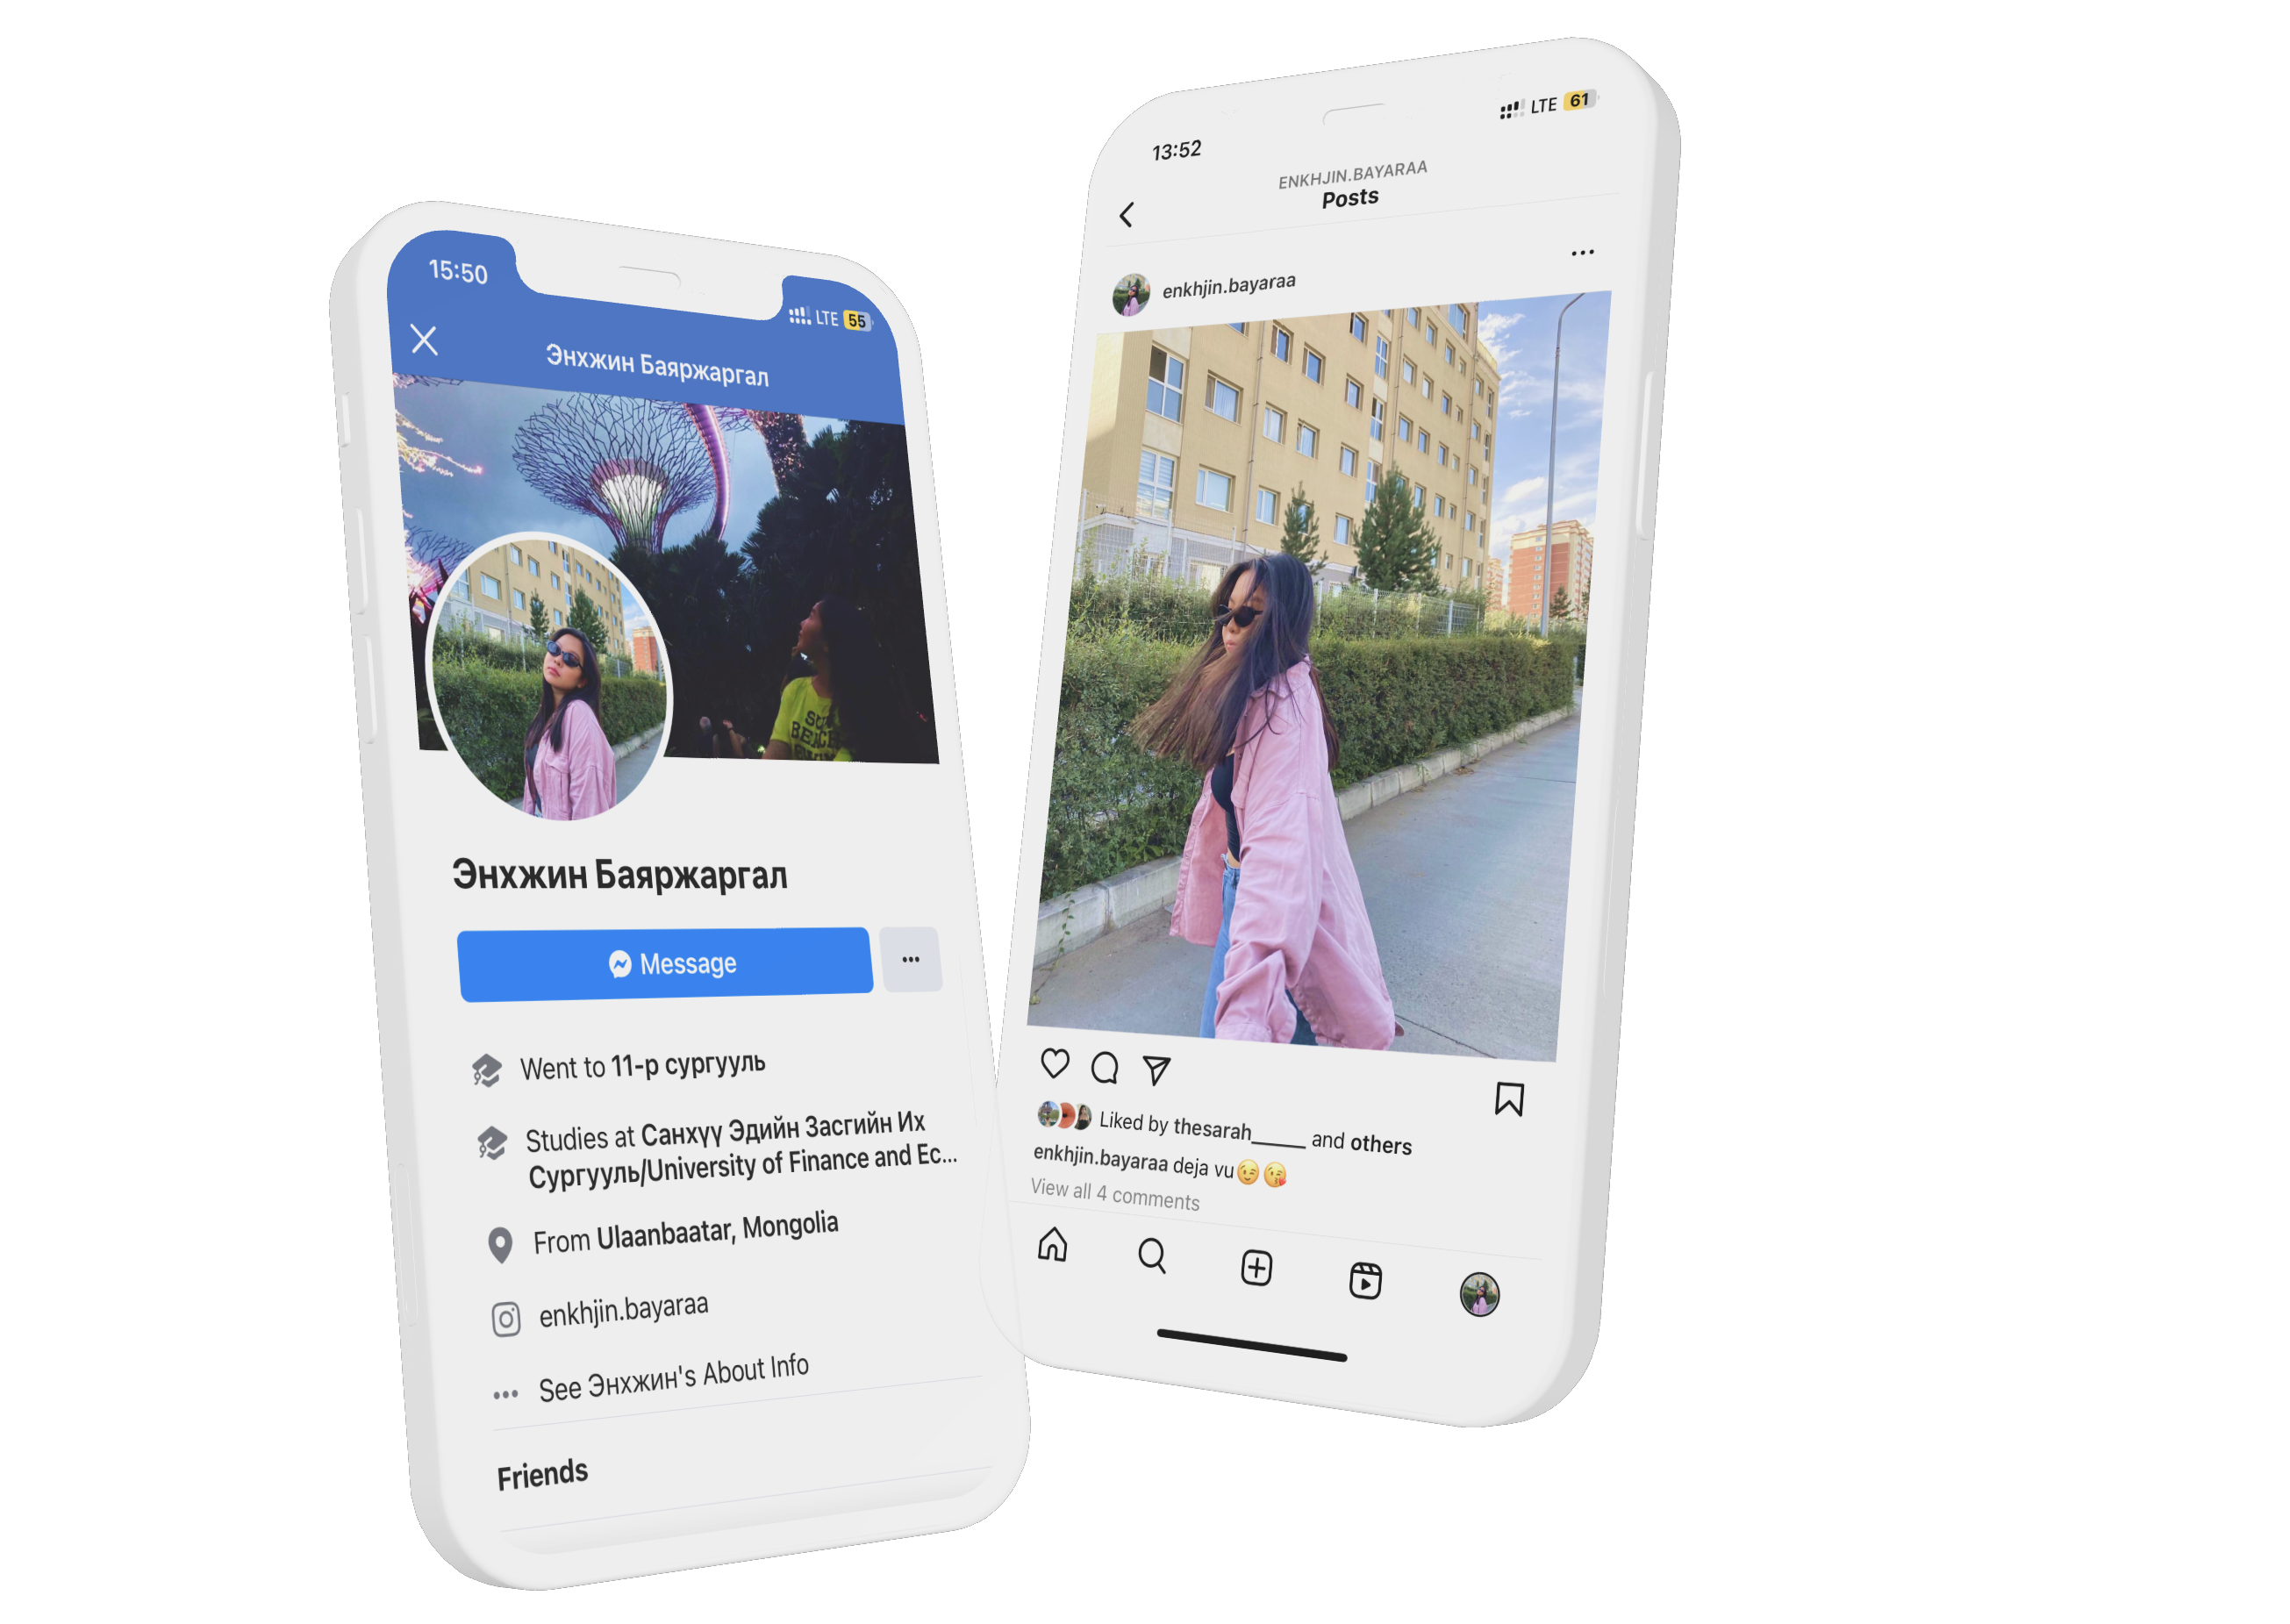 15:50
LTE 55
Энхжин Баяржаргал
Энхжин Баяржаргал
Message
Went to 11-р сургууль
Studies at Санхүү Эдийн Засгийн Их
Сургууль/University of Finance and Ec...
From Ulaanbaatar, Mongolia
enkhjin.bayaraa
See Энхжин's About Info
Friends
13:52
LTE 61
ENKHJIN.BAYARAA
Posts
enkhjin.bayaraa
Liked by thesarah______ and others
enkhjin.bayaraa deja vu😉😘
View all 4 comments